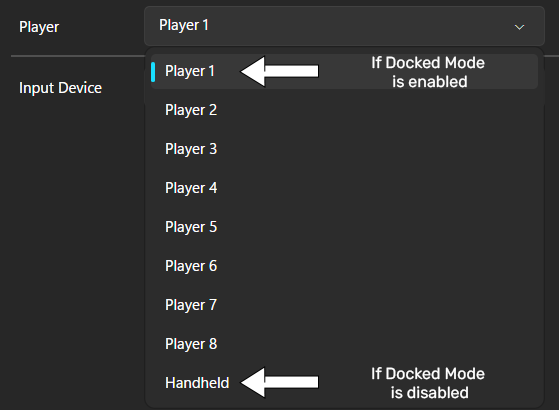 Player
Player 1
Player 1
If Docked Mode
is enabled
Input Device
Player 2
Player 3
Player 4
Player 5
Player 6
Player 7
Player 8
Handheld
If Docked Mode
is disabled